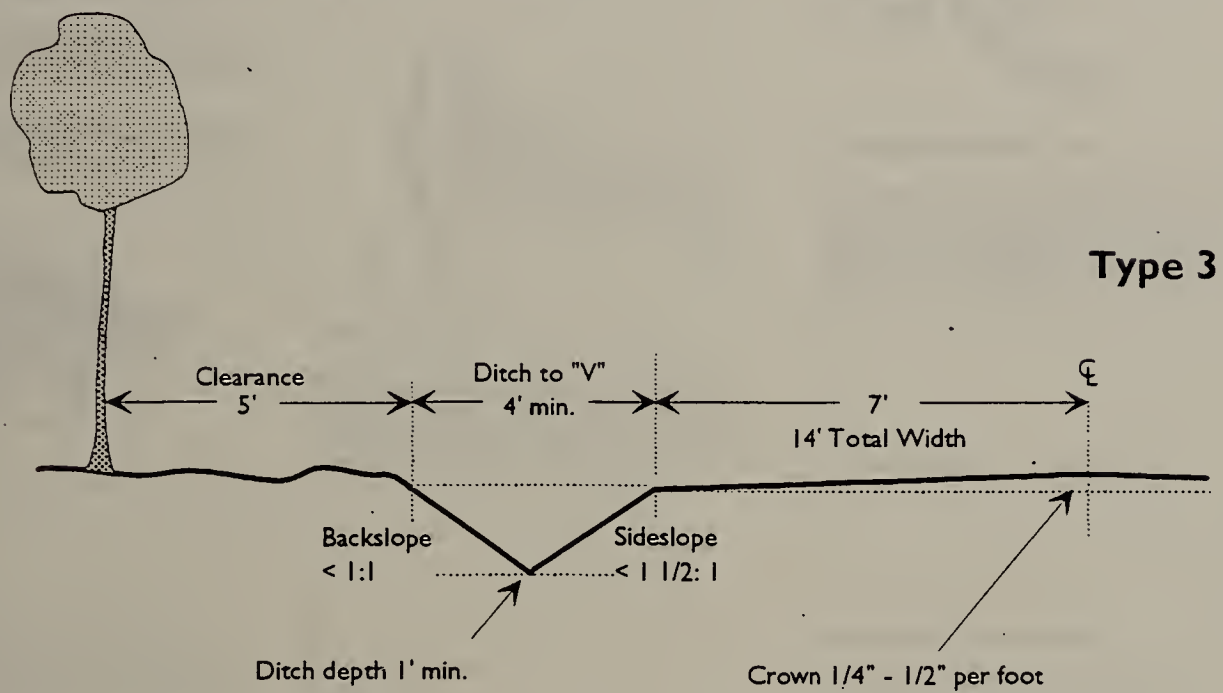 Type 3
Clearance
5'
Ditch to "V"
4' min.
℄
7'
14' Total Width
Backslope
< 1:1
Sideslope
< 1 1/2: 1
Ditch depth 1' min.
Crown 1/4" - 1/2" per foot